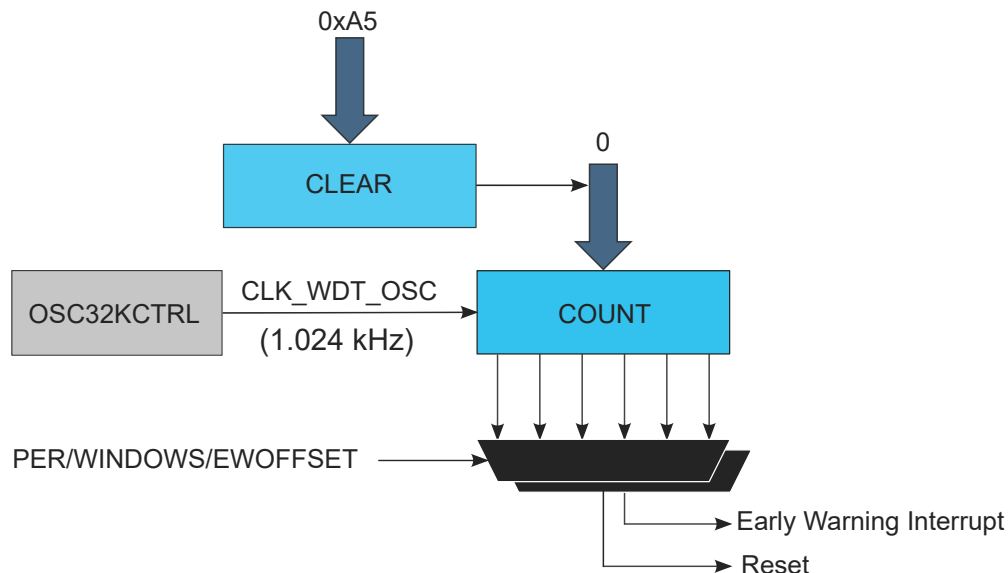 0xA5
0
CLEAR
OSC32KCTRL
CLK_WDT_OSC
(1.024 kHz)
COUNT
PER/WINDOWS/EWOFFSET
Early Warning Interrupt
Reset